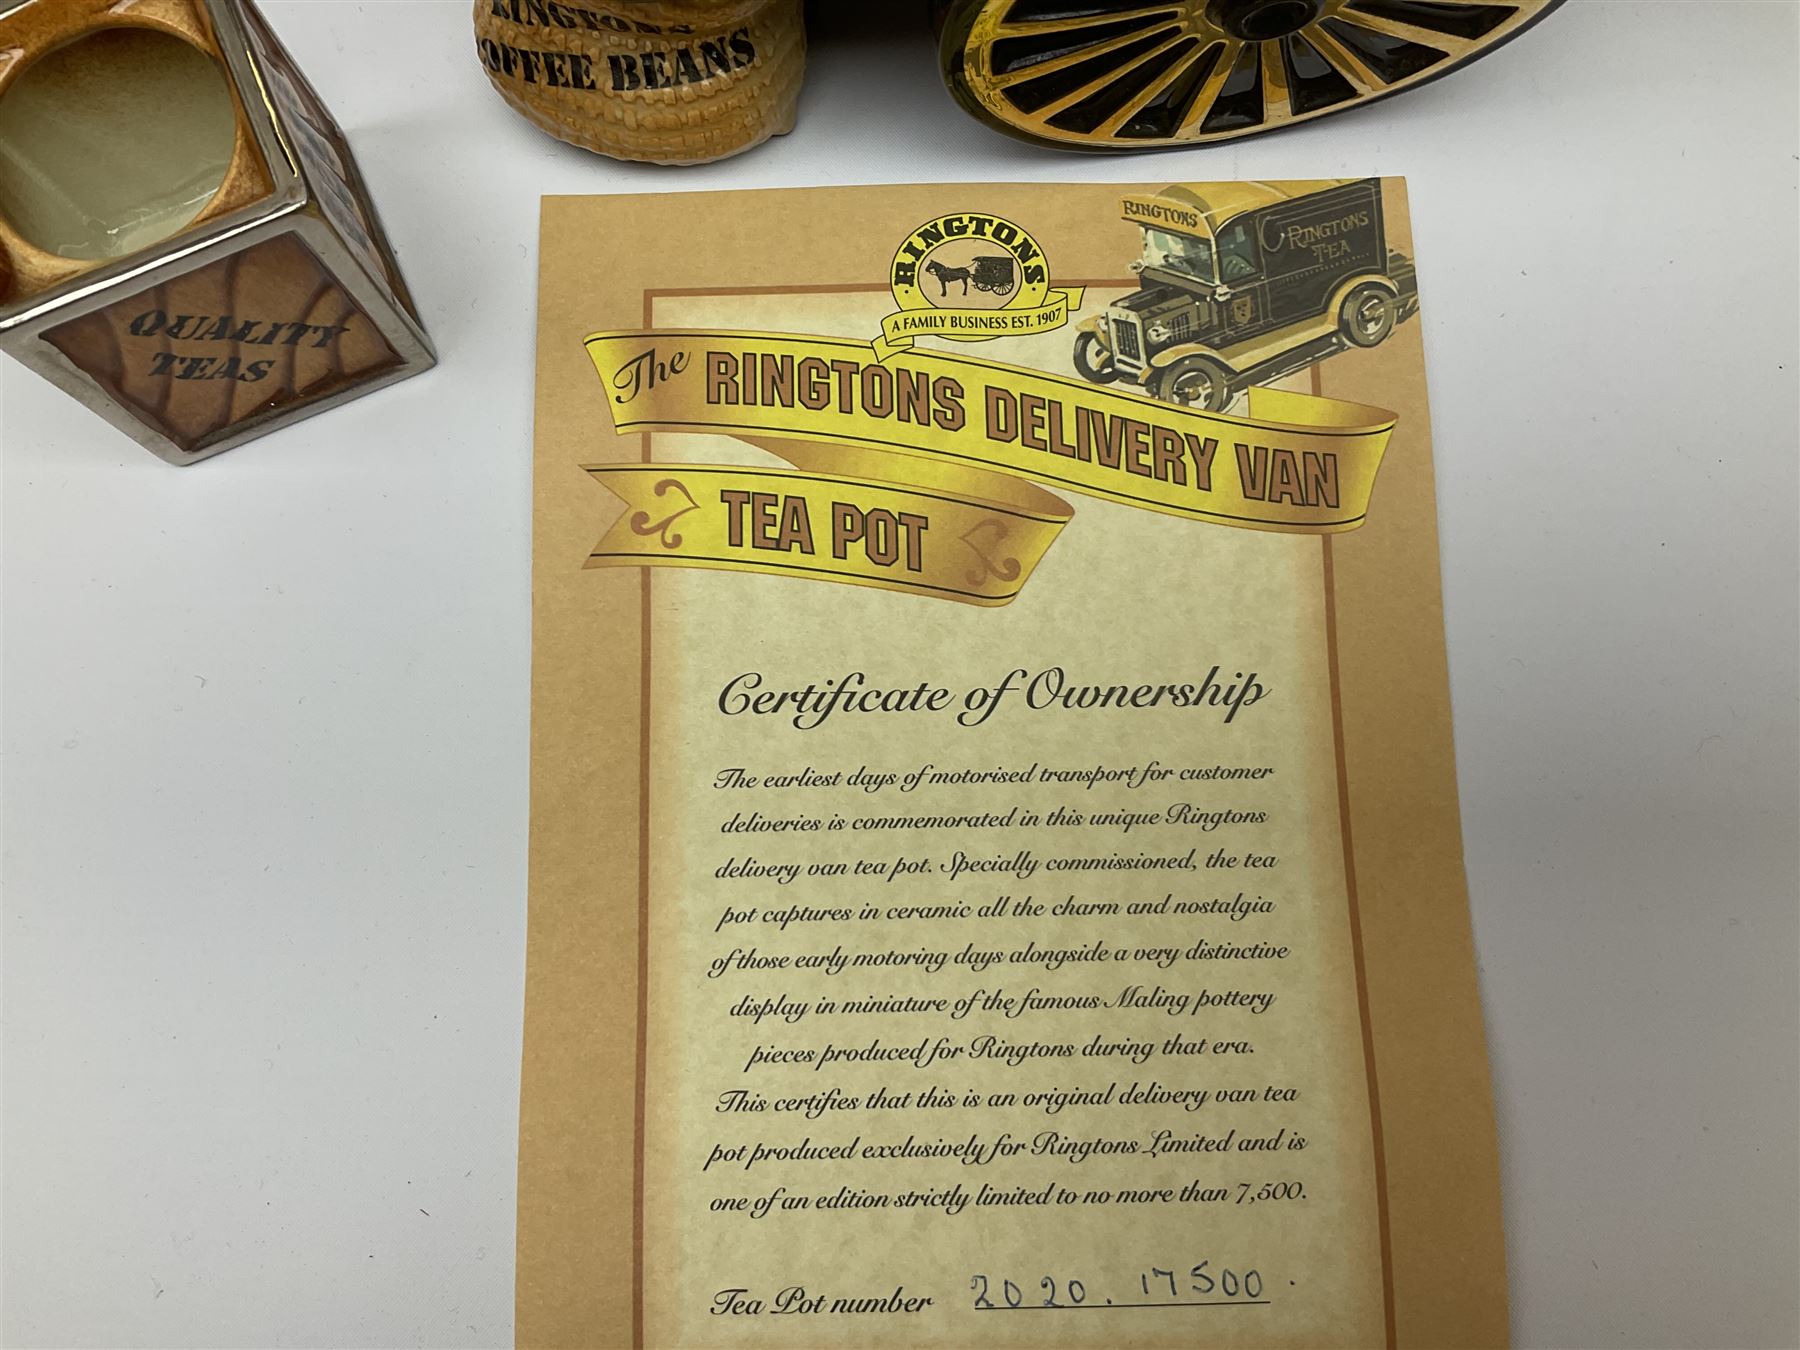 RINGTONS
COFFEE BEANS
QUALITY
TEAS
RINGTONS
A FAMILY BUSINESS EST. 1907
RINGTONS
RINGTONS
TEA
The RINGTONS DELIVERY VAN
TEA POT
Certificate of Ownership
The earliest days of motorised transport for customer
deliveries is commemorated in this unique Ringtons
delivery van tea pot. Specially commissioned, the tea
pot captures in ceramic all the charm and nostalgia
of those early motoring days alongside a very distinctive
display in miniature of the famous Maling pottery
pieces produced for Ringtons during that era.
This certifies that this is an original delivery van tea
pot produced exclusively for Ringtons Limited and is
one of an edition strictly limited to no more than 7,500.
Tea Pot number 2020. 17500.